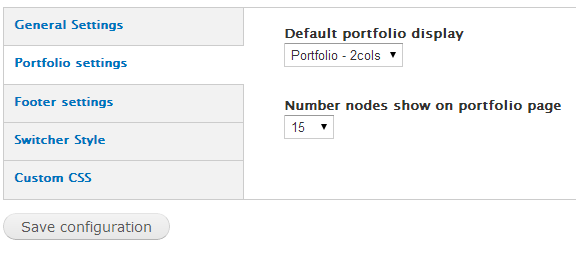 General Settings
Portfolio settings
Footer settings
Switcher Style
Custom CSS
Default portfolio display
Portfolio - 2cols
Number nodes show on portfolio page
15
Save configuration